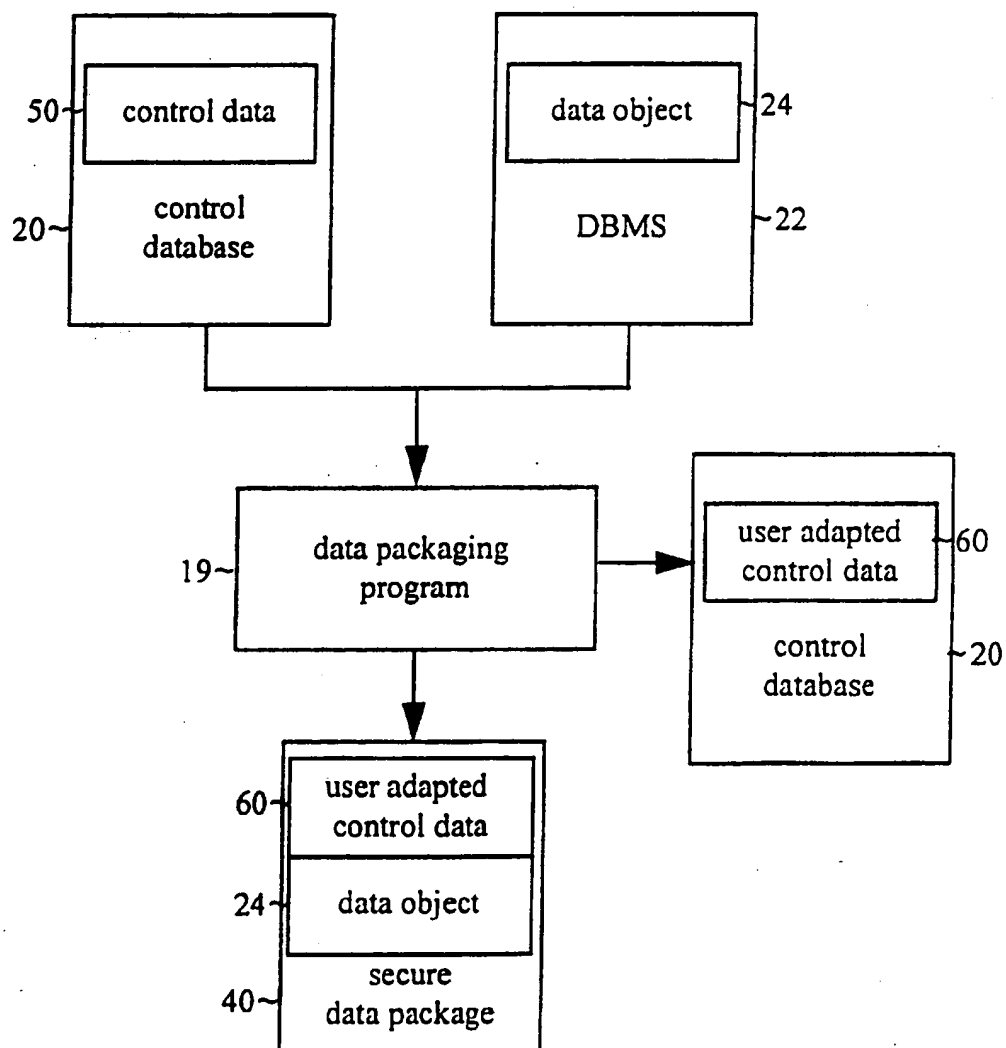 50
control data
20
control
database
data object
24
DBMS
22
19
data packaging
program
user adapted
control data
60
control
database
20
60
user adapted
control data
24
data object
40
secure
data package